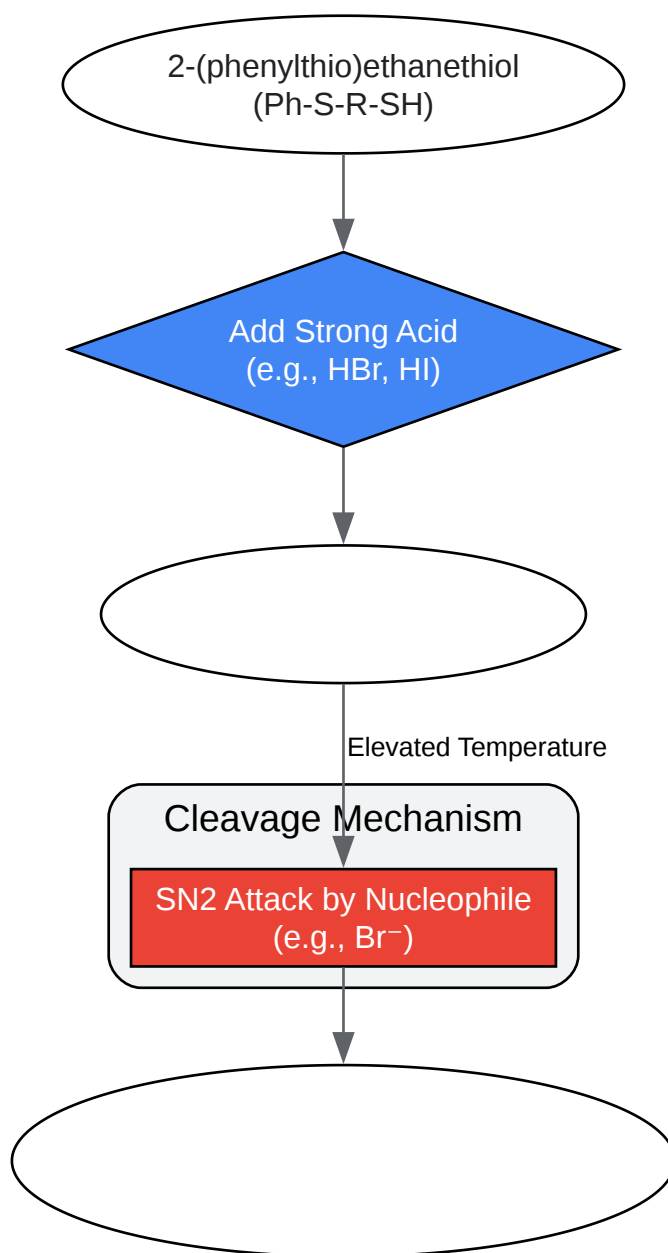 2-(phenylthio)ethanethiol
(Ph-S-R-SH)
Add Strong Acid
(e.g., HBr, HI)
Elevated Temperature
Cleavage Mechanism
SN2 Attack by Nucleophile
(e.g., Br⁻)